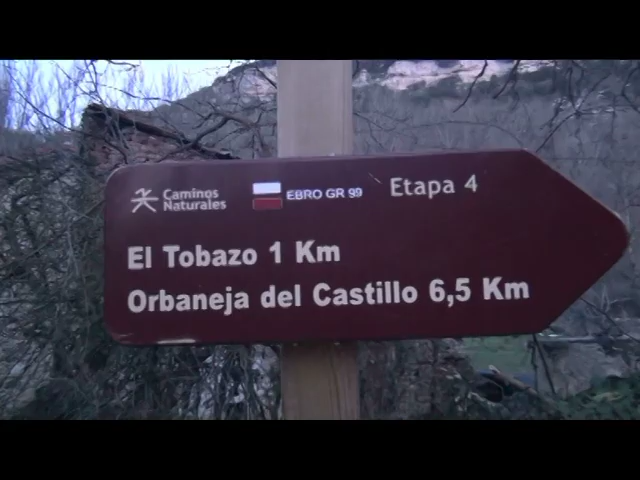 Caminos
Naturales
EBRO GR 99
Etapa 4
El Tobazo 1 Km
Orbaneja del Castillo 6,5 Km